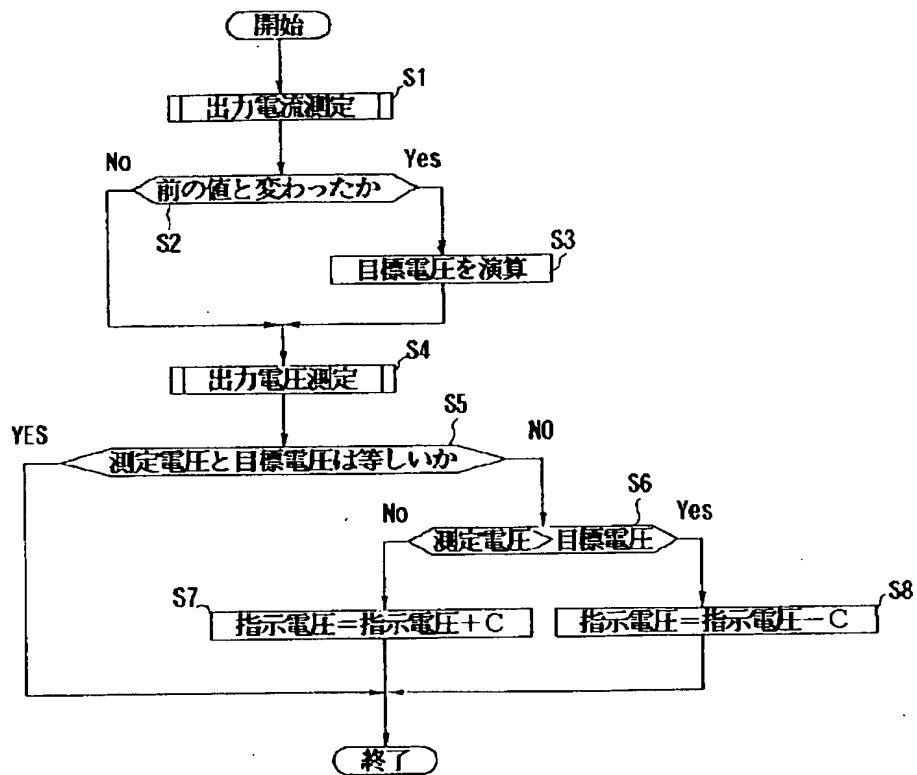 開始
S1
出力電流測定
No
Yes
前の値と変わったか
S2
S3
目標電圧を演算
S4
出力電圧測定
S5
YES
NO
測定電圧と目標電圧は等しいか
S6
No
Yes
測定電圧>目標電圧
S7
指示電圧=指示電圧+C
S8
指示電圧=指示電圧-C
終了